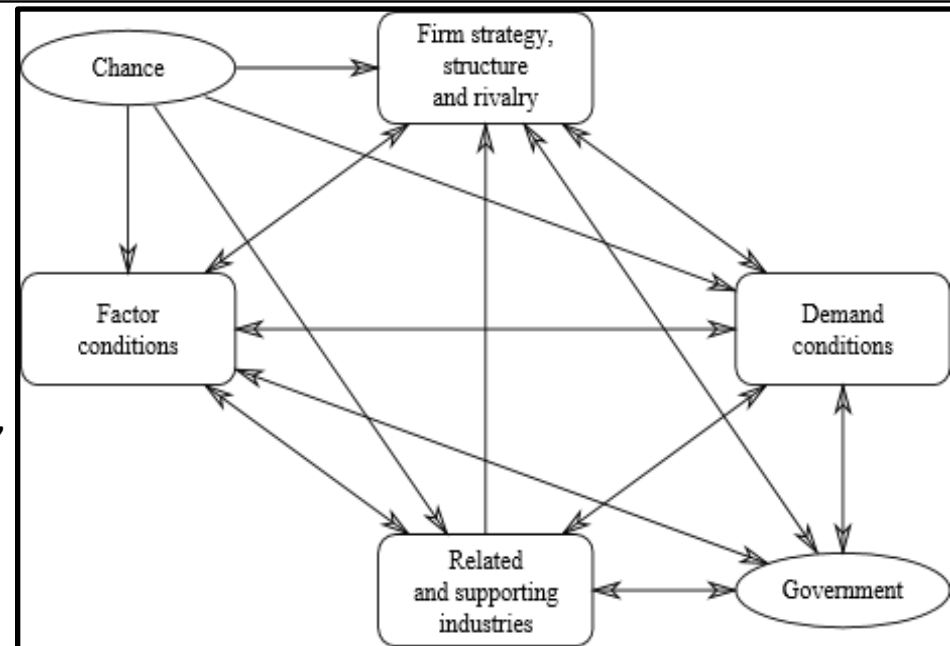 Firm strategy,
structure
and rivalry
Chance
Factor
conditions
Demand
conditions
,
Related
and supporting
industries
Government